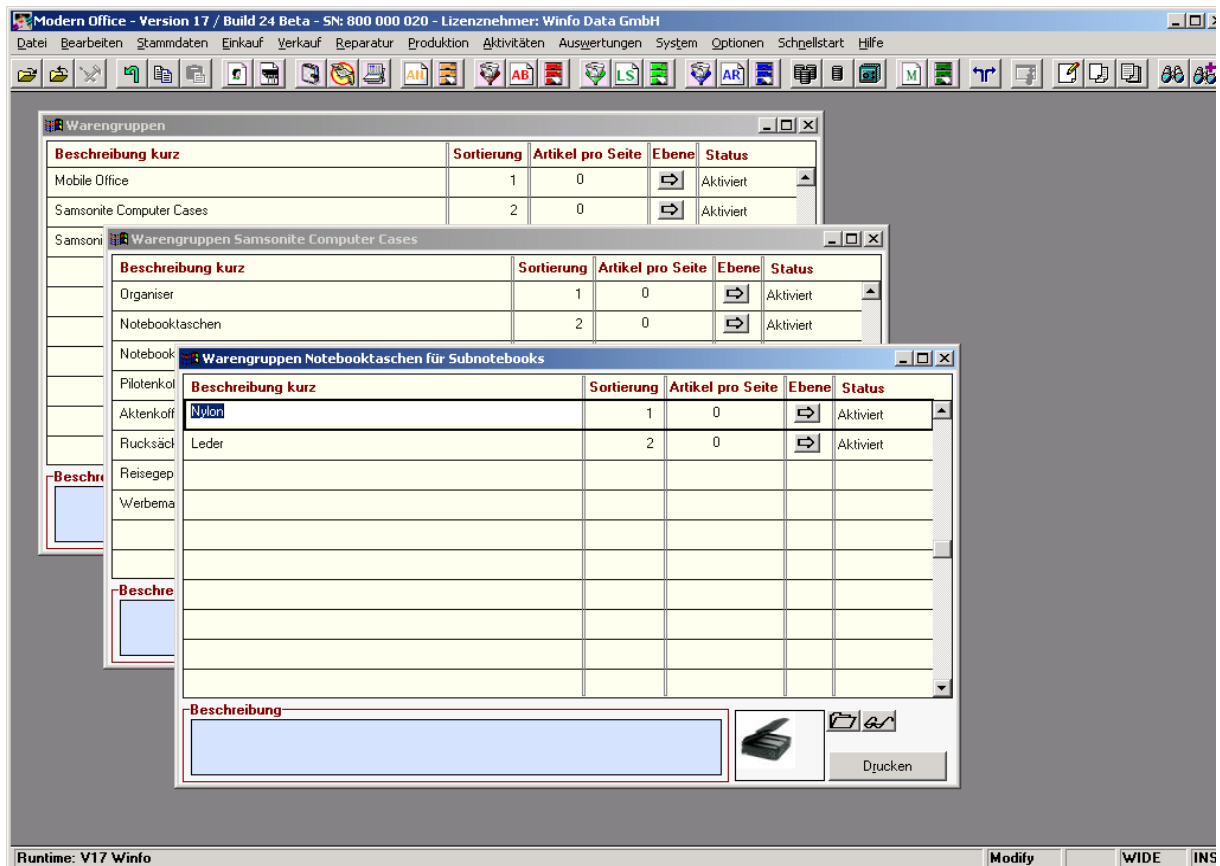 Modern Office - Version 17 / Build 24 Beta - SN: 800 000 020 - Lizenznehmer: Winfo Data GmbH
Datei Bearbeiten Stammdaten Einkauf Verkauf Reparatur Produktion Aktivitäten Auswertungen System Optionen Schnellstart Hilfe
AN AB LS AR M
Warengruppen
Beschreibung kurz Sortierung Artikel pro Seite Ebene Status
Mobile Office 1 0 Aktiviert
Samsonite Computer Cases 2 0 Aktiviert
Samsoni
Beschre
Warengruppen Samsonite Computer Cases
Beschreibung kurz Sortierung Artikel pro Seite Ebene Status
Organiser 1 0 Aktiviert
Notebooktaschen 2 0 Aktiviert
Notebook
Pilotenkof
Aktenkoff
Rucksäck
Reisegep
Werbema
Beschre
Warengruppen Notebooktaschen für Subnotebooks
Beschreibung kurz Sortierung Artikel pro Seite Ebene Status
Nylon 1 0 Aktiviert
Leder 2 0 Aktiviert
Beschreibung
Drucken
Runtime: V17 Winfo Modify WIDE INS